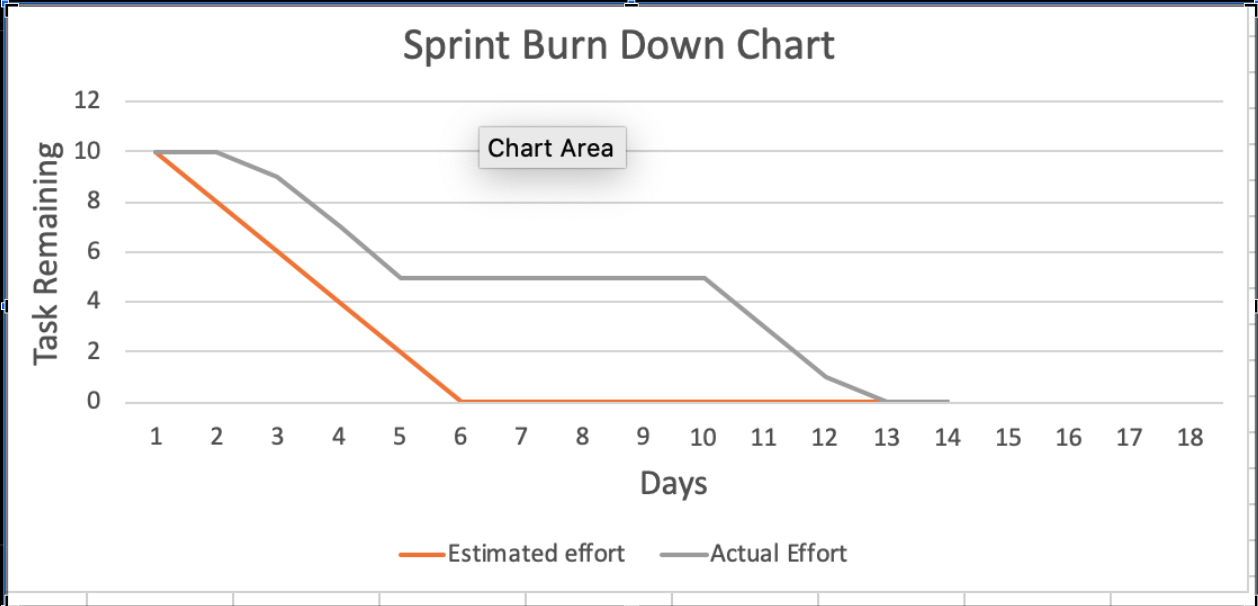 Sprint Burn Down Chart
12
Chart Area
10
8
6
4
2
0
Task Remaining
1 2 3 4 5 6 7 8 9 10 11 12 13 14 15 16 17 18
Days
Estimated effort Actual Effort